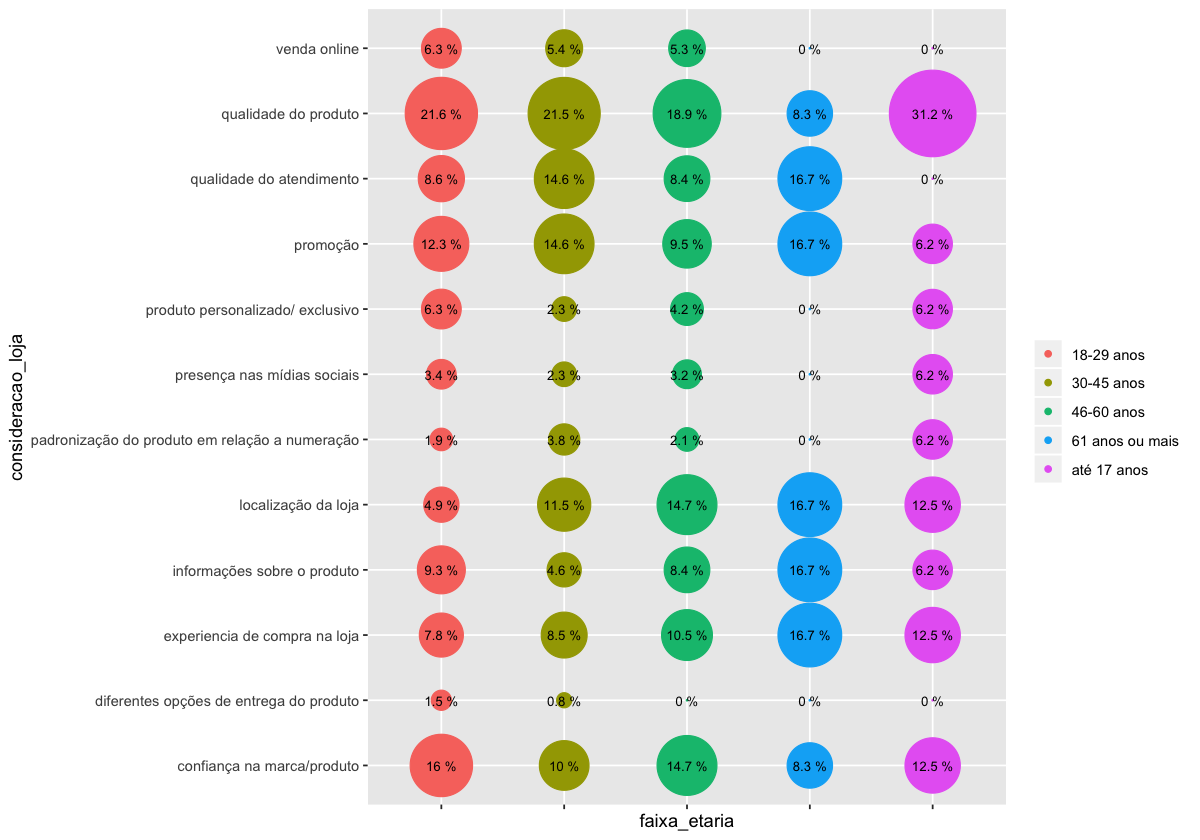 venda online 6.3 % 5.4 % 5.3 % 0 % 0 %
qualidade do produto 21.6 % 21.5 % 18.9 % 8.3 % 31.2 %
qualidade do atendimento 8.6 % 14.6 % 8.4 % 16.7 % 0 %
promoção 12.3 % 14.6 % 9.5 % 16.7 % 6.2 %
produto personalizado/ exclusivo 6.3 % 2.3 % 4.2 % 0 % 6.2 %
presença nas mídias sociais 3.4 % 2.3 % 3.2 % 0 % 6.2 %
padronização do produto em relação a numeração 1.9 % 3.8 % 2.1 % 0 % 6.2 %
localização da loja 4.9 % 11.5 % 14.7 % 16.7 % 12.5 %
informações sobre o produto 9.3 % 4.6 % 8.4 % 16.7 % 6.2 %
experiencia de compra na loja 7.8 % 8.5 % 10.5 % 16.7 % 12.5 %
diferentes opções de entrega do produto 1.5 % 0.8 % 0 % 0 % 0 %
confiança na marca/produto 16 % 10 % 14.7 % 8.3 % 12.5 %
consideracao_loja
faixa_etaria
18-29 anos
30-45 anos
46-60 anos
61 anos ou mais
até 17 anos